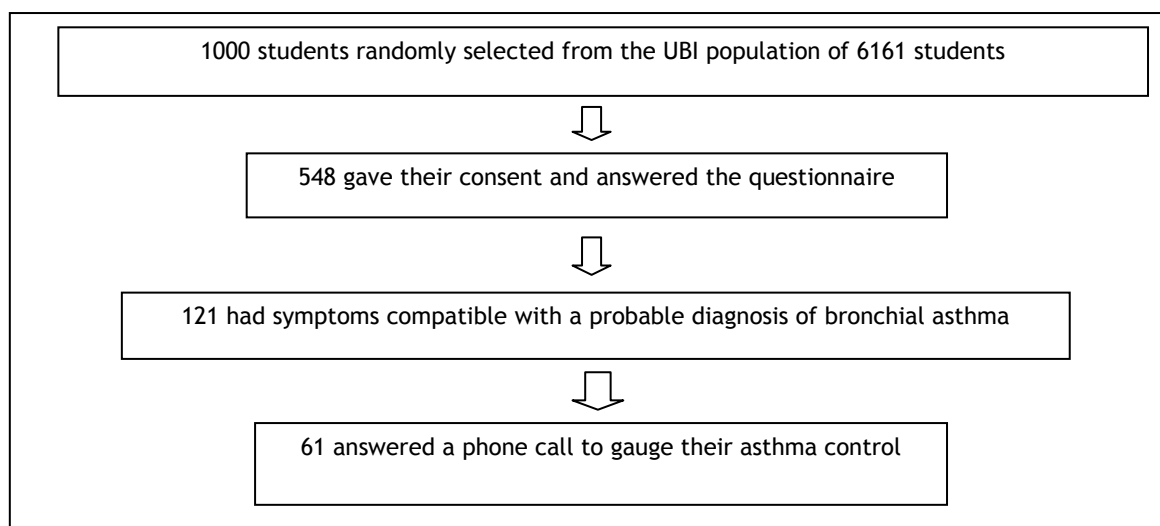 1000 students randomly selected from the UBI population of 6161 students
548 gave their consent and answered the questionnaire
121 had symptoms compatible with a probable diagnosis of bronchial asthma
61 answered a phone call to gauge their asthma control